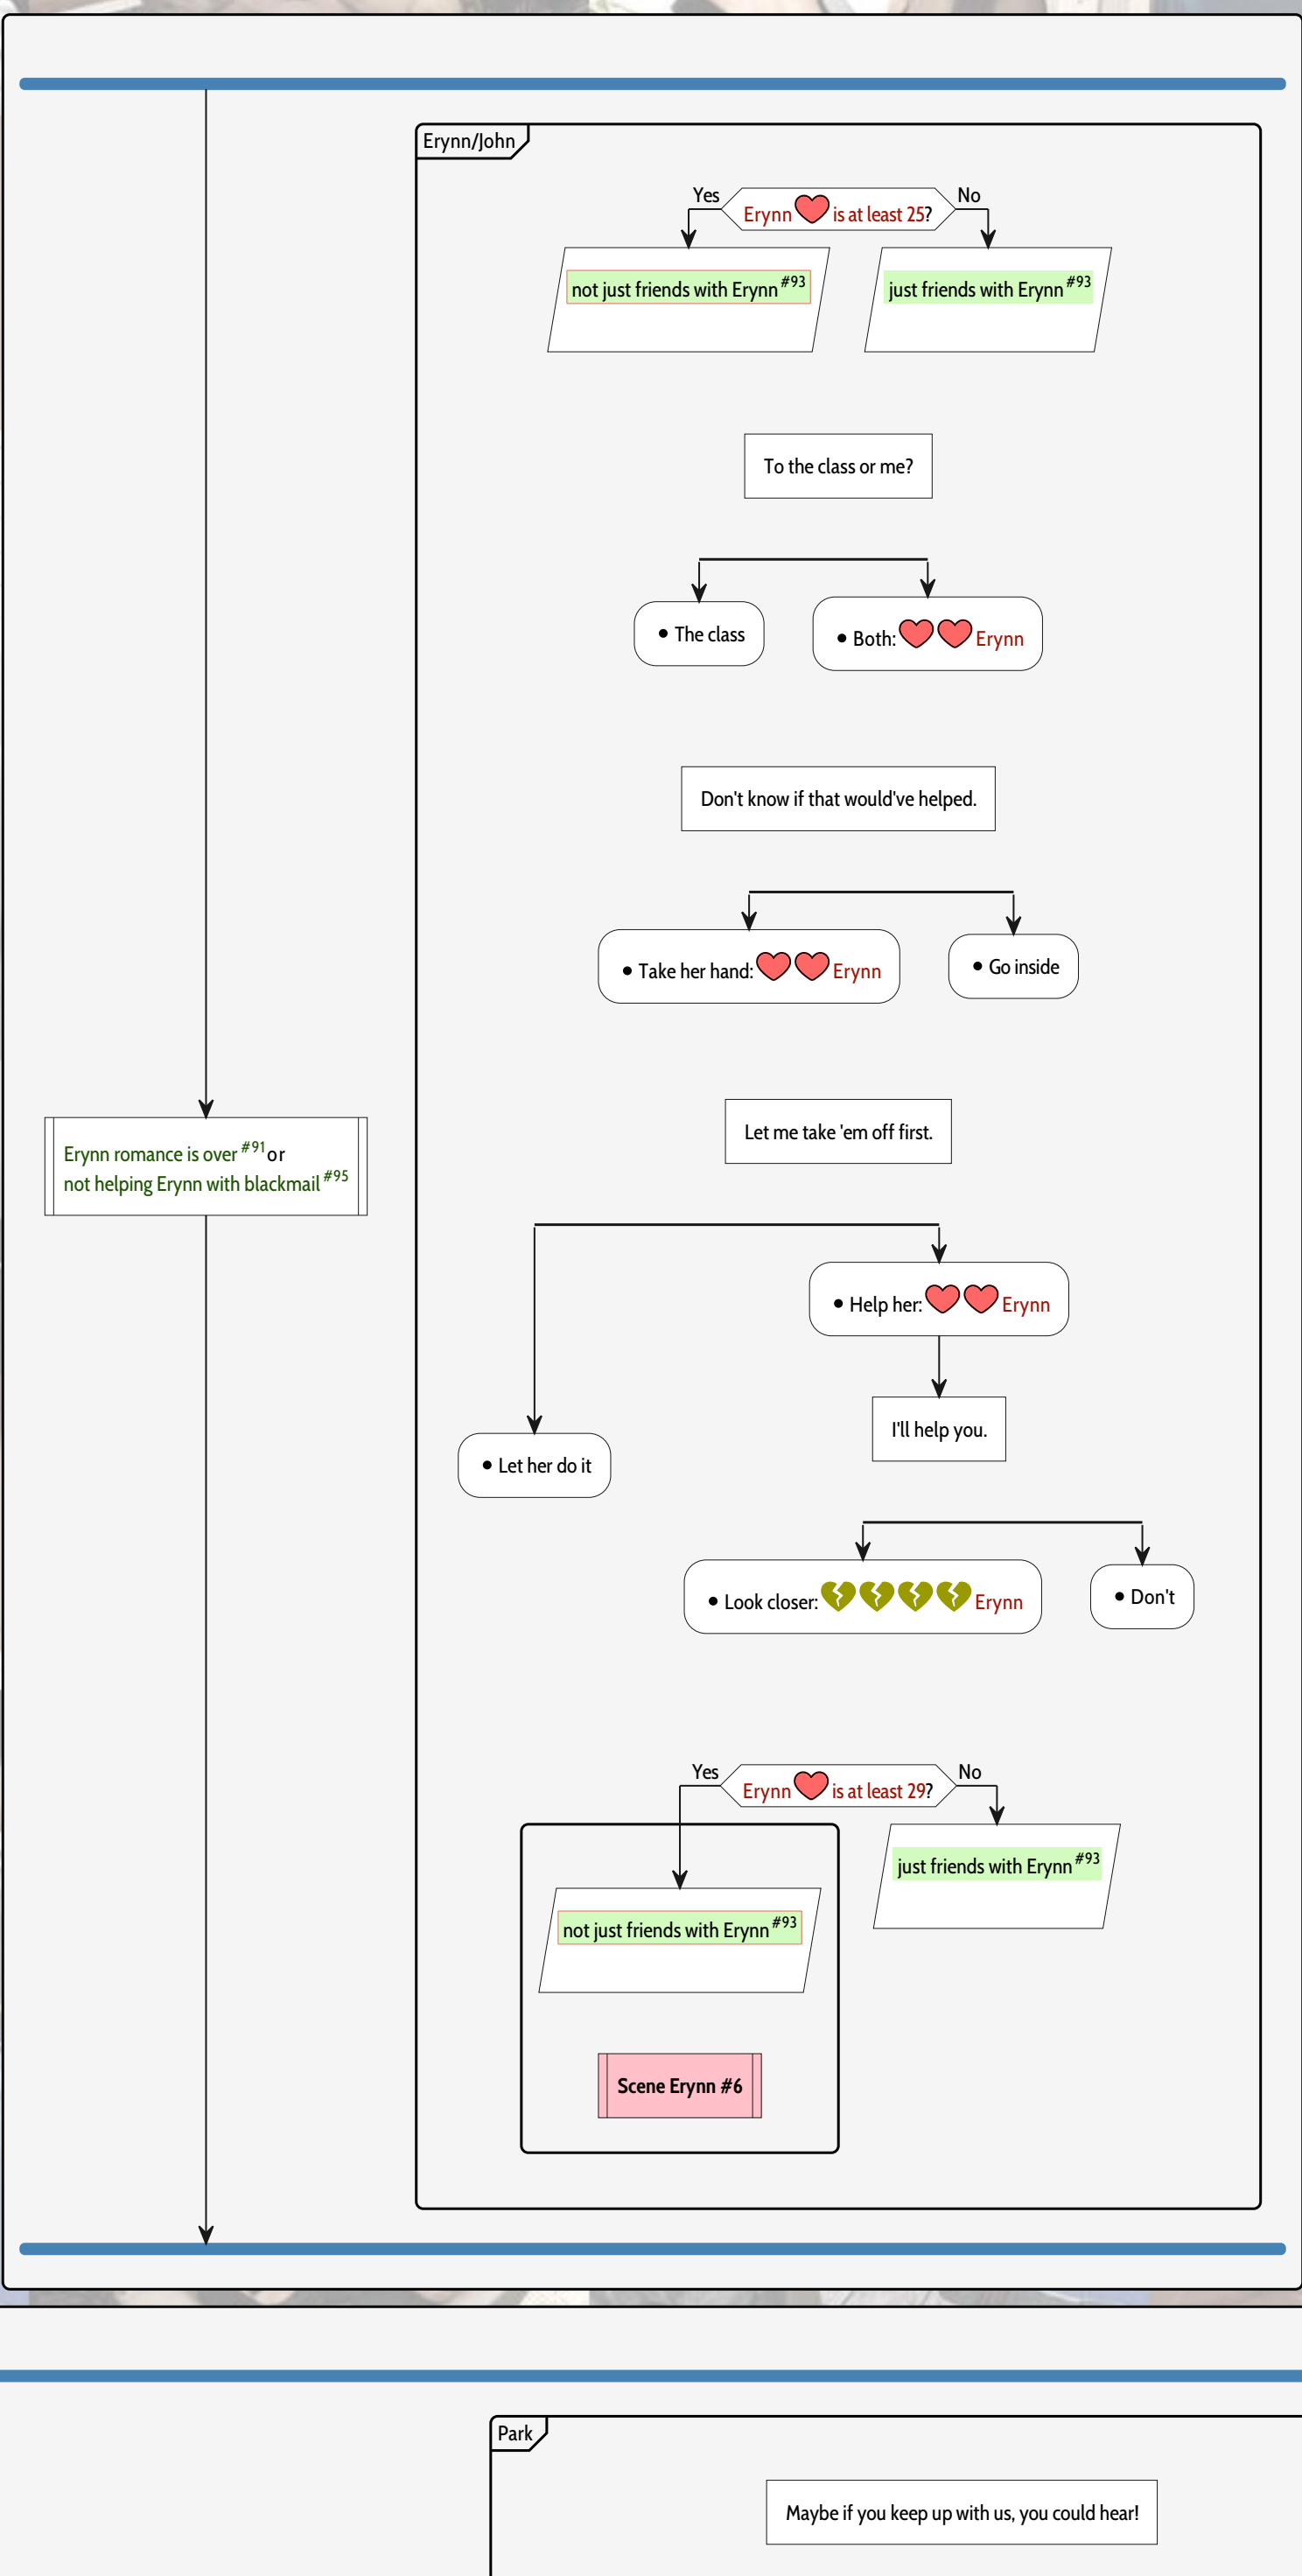 Erynn/John
Yes
Erynn is at least 25?
No
not just friends with Erynn #93
just friends with Erynn #93
To the class or me?
• The class
• Both: Erynn
Don't know if that would've helped.
• Take her hand: Erynn
• Go inside
Let me take 'em off first.
Erynn romance is over #91 or
not helping Erynn with blackmail #95
• Help her: Erynn
I'll help you.
• Let her do it
• Look closer: Erynn
• Don't
Yes
Erynn is at least 29?
No
just friends with Erynn #93
not just friends with Erynn #93
Scene Erynn #6
Park
Maybe if you keep up with us, you could hear!